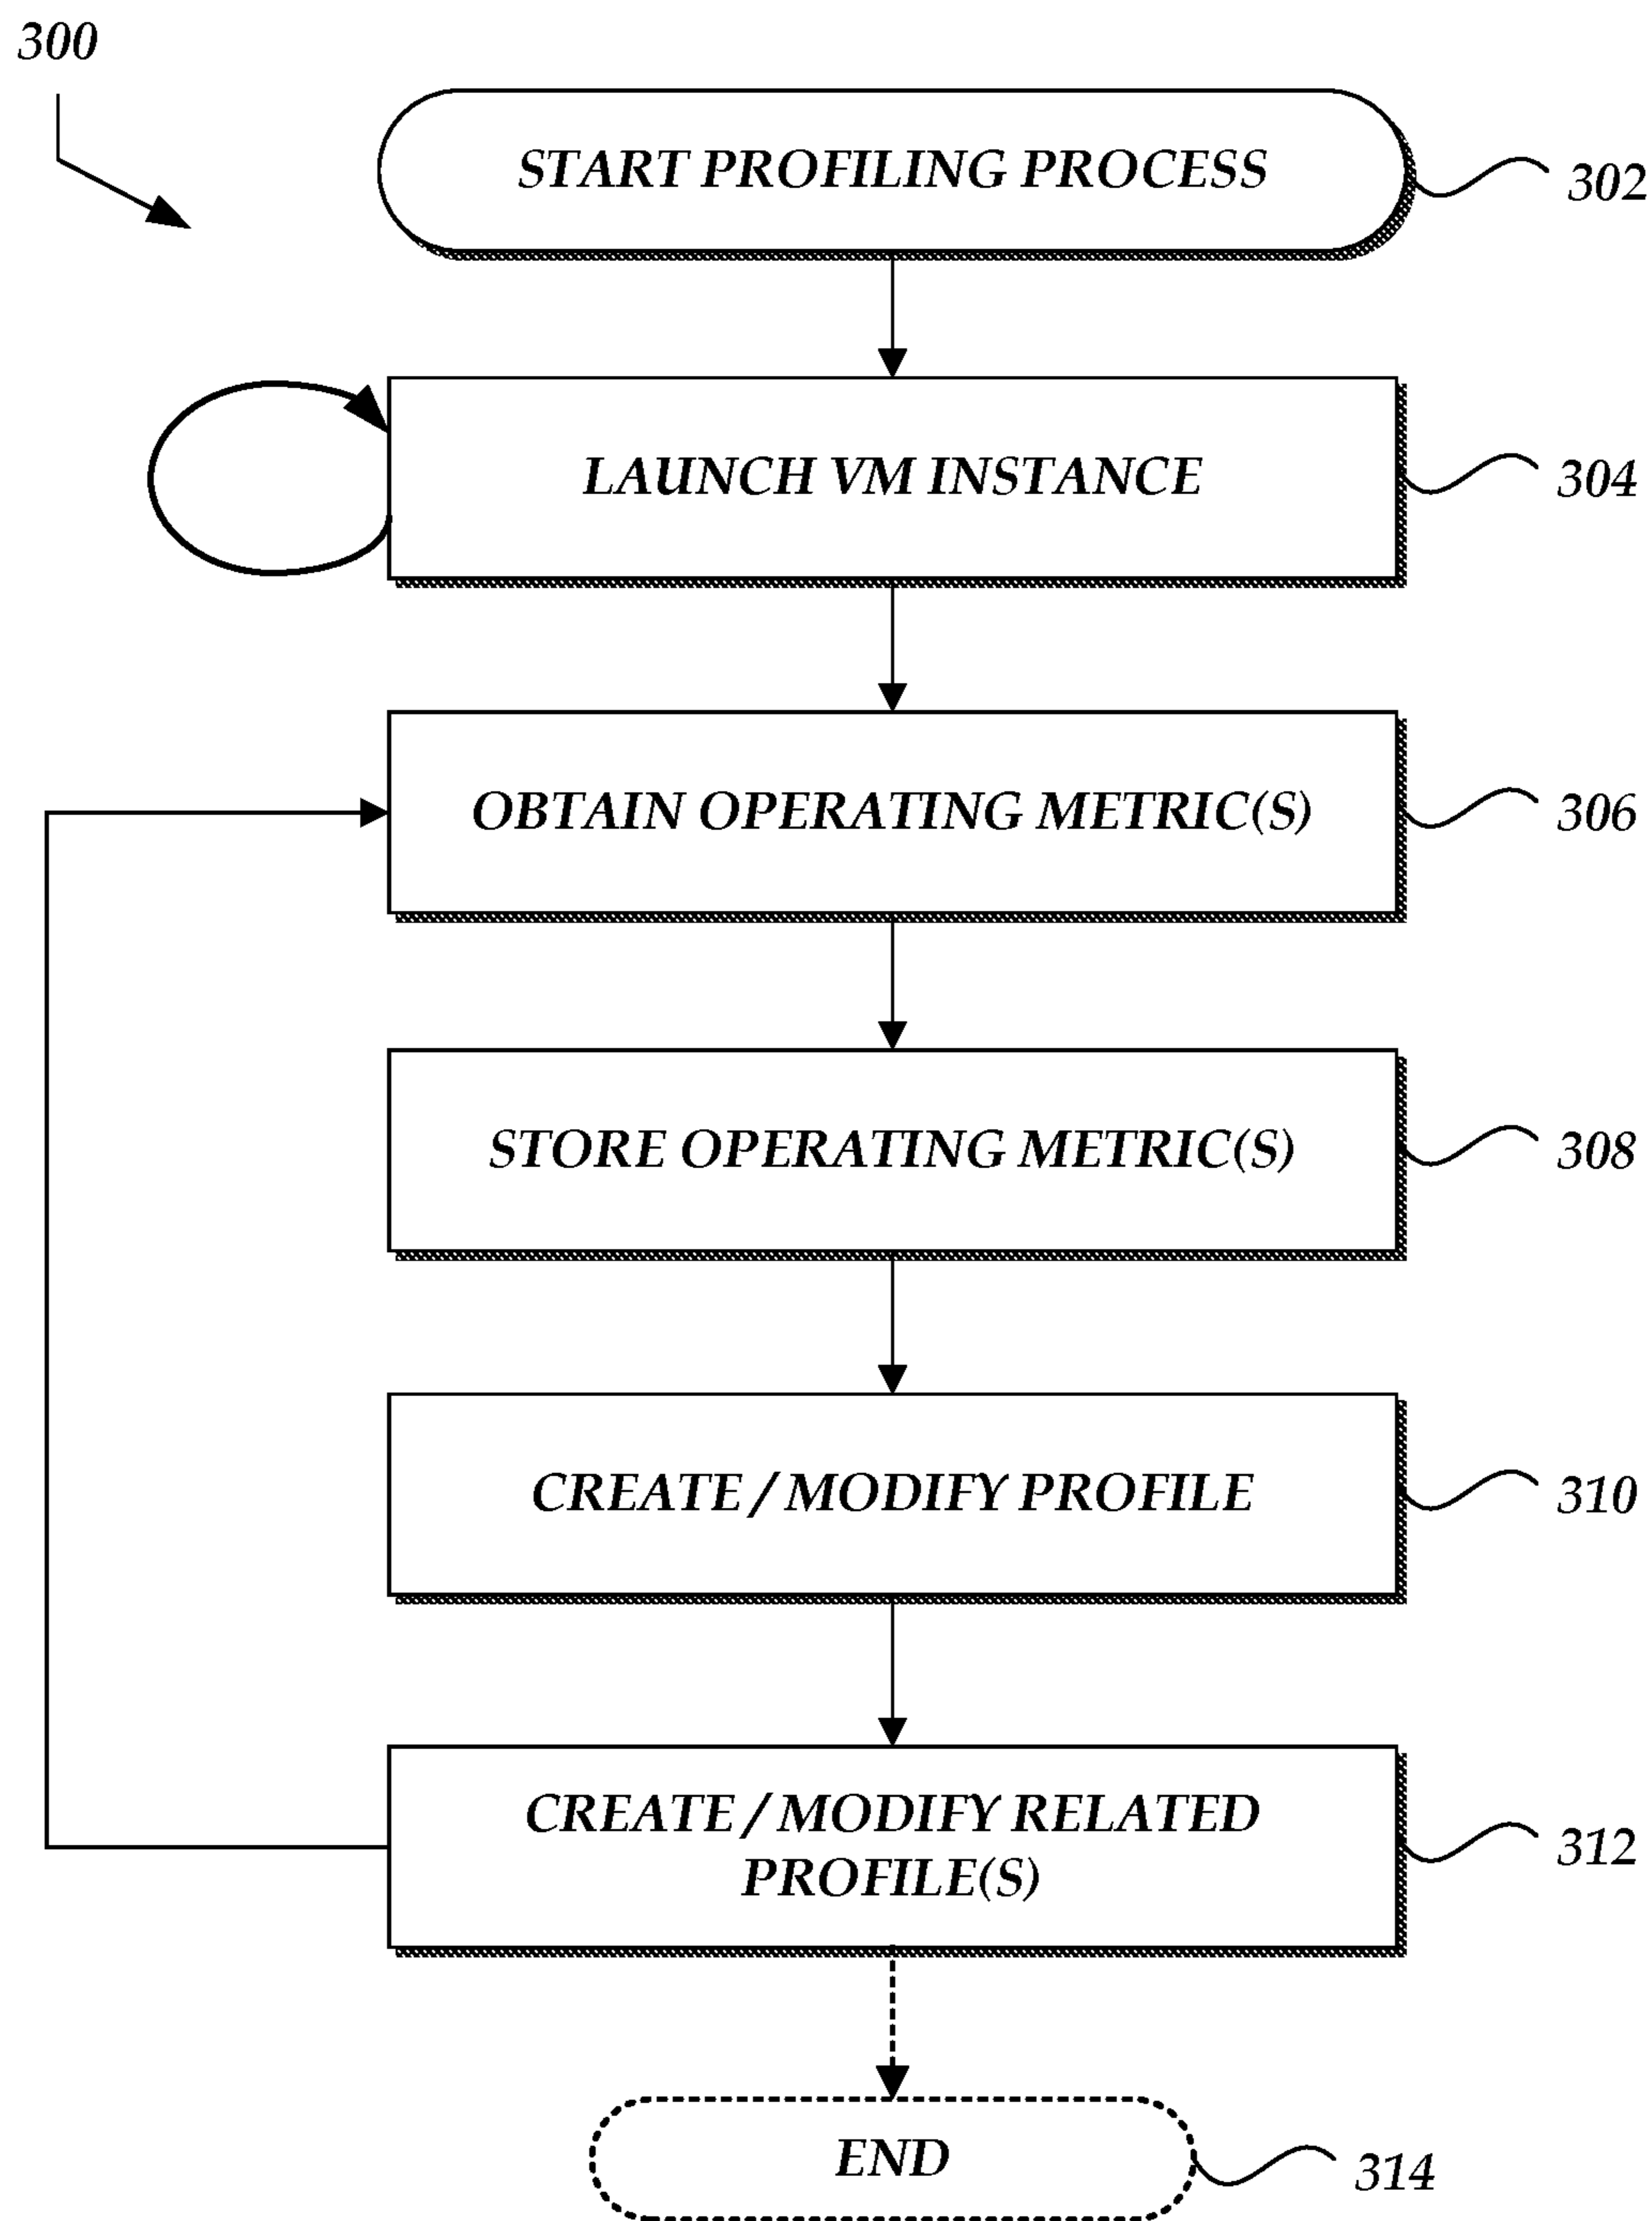 300
START PROFILING PROCESS
302
LAUNCH VM INSTANCE
304
OBTAIN OPERATING METRIC(S)
306
STORE OPERATING METRIC(S)
308
CREATE / MODIFY PROFILE
310
CREATE / MODIFY RELATED
PROFILE(S)
312
END
314